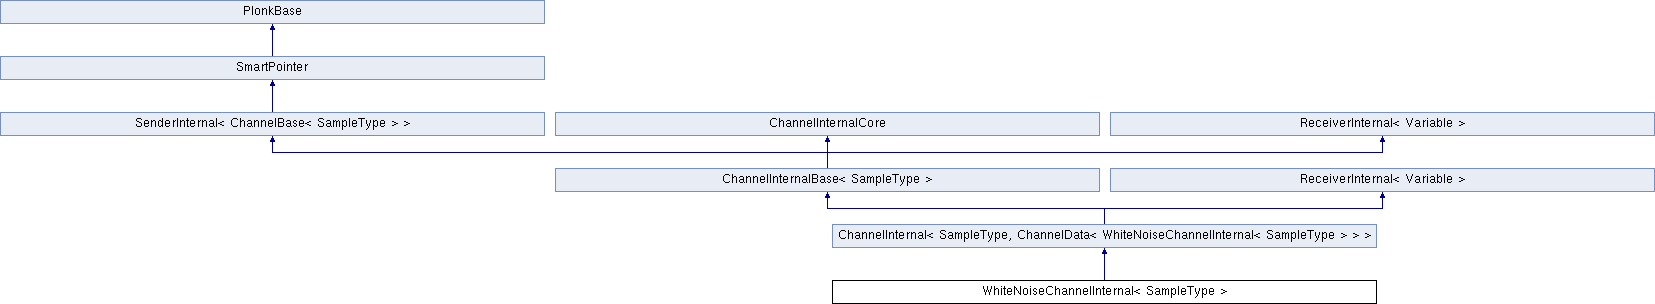 PlonkBase
SmartPointer
SenderInternal< ChannelBase< SampleType > >
ChannelInternalCore
ReceiverInternal< Variable >
ChannelInternalBase< SampleType >
ReceiverInternal< Variable >
ChannelInternal< SampleType, ChannelData< WhiteNoiseChannelInternal< SampleType > > >
WhiteNoiseChannelInternal< SampleType >